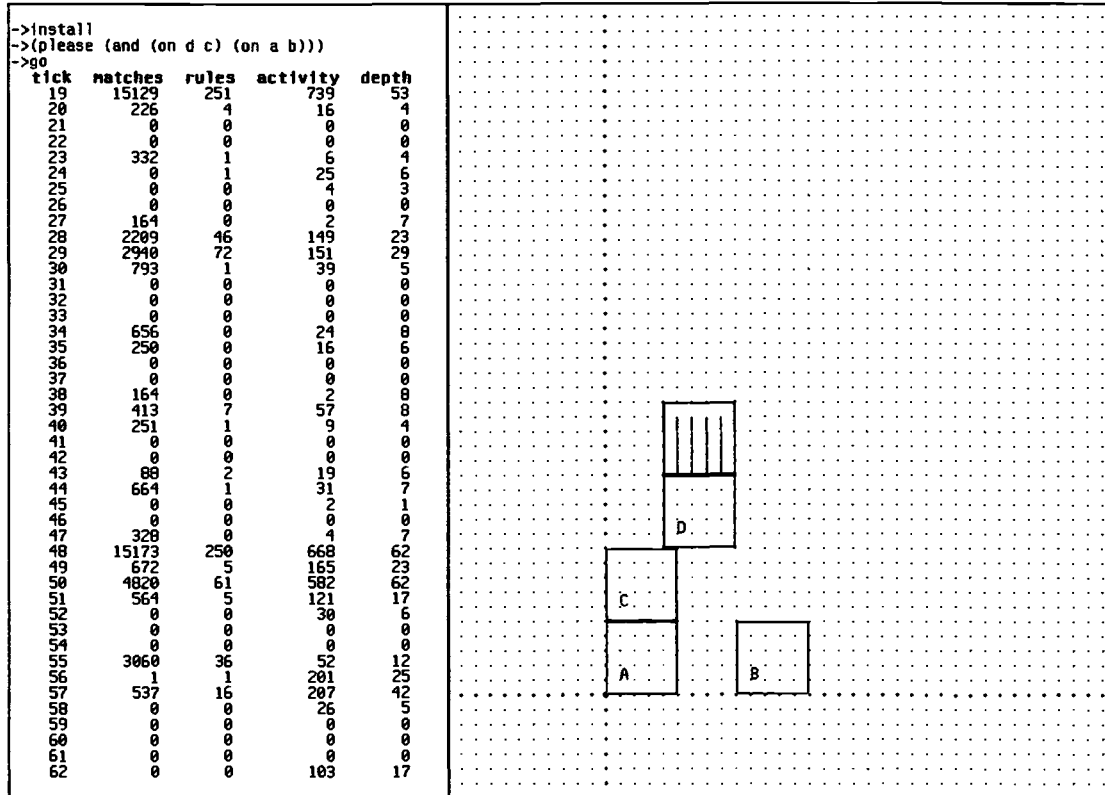 ->install
->(please (and (on d c) (on a b)))
->go
tick matches rules activity depth
19 15129 251 739 53
20 226 4 16 4
21 0 0 0 0
22 0 0 0 0
23 332 1 6 4
24 0 1 25 6
25 0 0 4 3
26 0 0 0 0
27 164 0 2 7
28 2209 46 149 23
29 2940 72 151 29
30 793 1 39 5
31 0 0 0 0
32 0 0 0 0
33 0 0 0 0
34 656 0 24 8
35 250 0 16 6
36 0 0 0 0
37 0 0 0 0
38 164 0 2 8
39 413 7 57 8
40 251 1 9 4
41 0 0 0 0
42 0 0 0 0
43 88 2 19 6
44 664 1 31 7
45 0 0 2 1
46 0 0 0 0
47 328 0 4 7
48 15173 250 668 62
49 672 5 165 23
50 4820 61 582 62
51 564 5 121 17
52 0 0 30 6
53 0 0 0 0
54 0 0 0 0
55 3060 36 52 12
56 1 1 201 25
57 537 16 207 42
58 0 0 26 5
59 0 0 0 0
60 0 0 0 0
61 0 0 0 0
62 0 0 103 17
D
C
A B